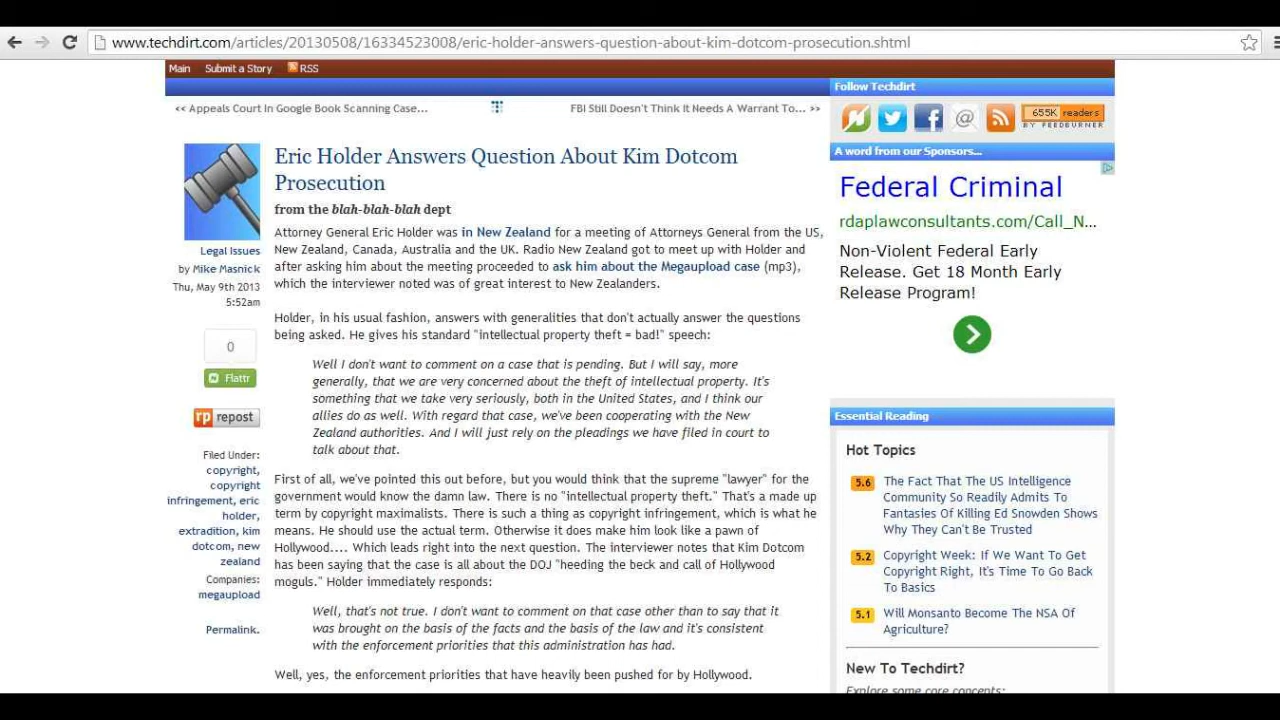 www.techdirt.com/articles/20130508/16334523008/eric-holder-answers-question-about-kim-dotcom-prosecution.shtml
Main Submit a Story RSS
<< Appeals Court In Google Book Scanning Case...
FBI Still Doesn't Think It Needs A Warrant To... >>
Eric Holder Answers Question About Kim Dotcom
Prosecution
from the blah-blah-blah dept
Legal Issues
by Mike Masnick
Thu, May 9th 2013
5:52am
0
Flattr
rp repost
Filed Under:
copyright,
copyright
infringement, eric
holder,
extradition, kim
dotcom, new
zealand
Companies:
megaupload
Permalink.
Attorney General Eric Holder was in New Zealand for a meeting of Attorneys General from the US,
New Zealand, Canada, Australia and the UK. Radio New Zealand got to meet up with Holder and
after asking him about the meeting proceeded to ask him about the Megaupload case (mp3),
which the interviewer noted was of great interest to New Zealanders.
Holder, in his usual fashion, answers with generalities that don't actually answer the questions
being asked. He gives his standard "intellectual property theft = bad!" speech:
Well I don't want to comment on a case that is pending. But I will say, more
generally, that we are very concerned about the theft of intellectual property. It's
something that we take very seriously, both in the United States, and I think our
allies do as well. With regard that case, we've been cooperating with the New
Zealand authorities. And I will just rely on the pleadings we have filed in court to
talk about that.
First of all, we've pointed this out before, but you would think that the supreme "lawyer" for the
government would know the damn law. There is no "intellectual property theft." That's a made up
term by copyright maximalists. There is such a thing as copyright infringement, which is what he
means. He should use the actual term. Otherwise it does make him look like a pawn of
Hollywood.... Which leads right into the next question. The interviewer notes that Kim Dotcom
has been saying that the case is all about the DOJ "heeding the beck and call of Hollywood
moguls." Holder immediately responds:
Well, that's not true. I don't want to comment on that case other than to say that it
was brought on the basis of the facts and the basis of the law and it's consistent
with the enforcement priorities that this administration has had.
Well, yes, the enforcement priorities that have heavily been pushed for by Hollywood.
Follow Techdirt
655K readers
BY FEEDBURNER
A word from our Sponsors...
Federal Criminal
rdaplawconsultants.com/Call_N...
Non-Violent Federal Early
Release. Get 18 Month Early
Release Program!
Essential Reading
Hot Topics
5.6 The Fact That The US Intelligence
Community So Readily Admits To
Fantasies Of Killing Ed Snowden Shows
Why They Can't Be Trusted
5.2 Copyright Week: If We Want To Get
Copyright Right, It's Time To Go Back
To Basics
5.1 Will Monsanto Become The NSA Of
Agriculture?
New To Techdirt?
Explore some core concepts: